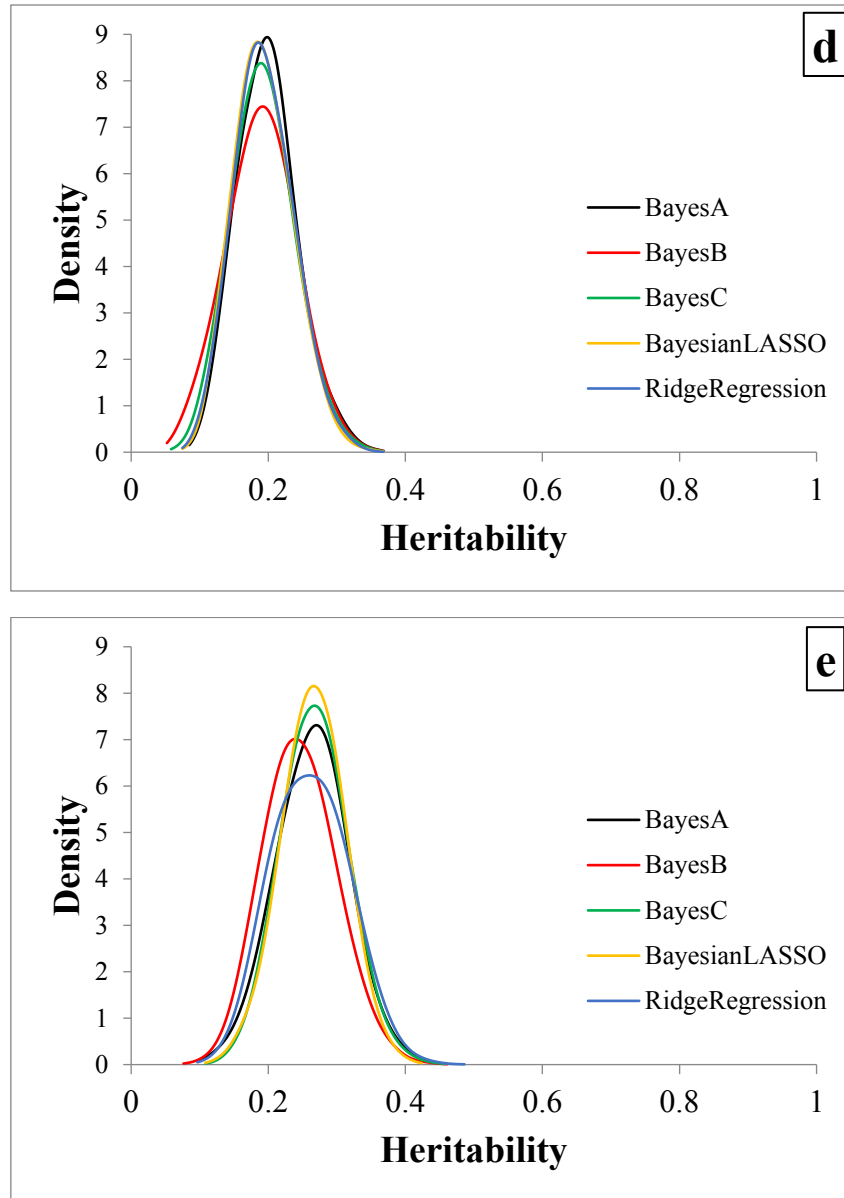 d
9
8
7
6
5
4
3
2
1
0
Density
BayesA
BayesB
BayesC
BayesianLASSO
RidgeRegression
0 0.2 0.4 0.6 0.8 1
Heritability
e
9
8
7
6
5
4
3
2
1
0
Density
BayesA
BayesB
BayesC
BayesianLASSO
RidgeRegression
0 0.2 0.4 0.6 0.8 1
Heritability